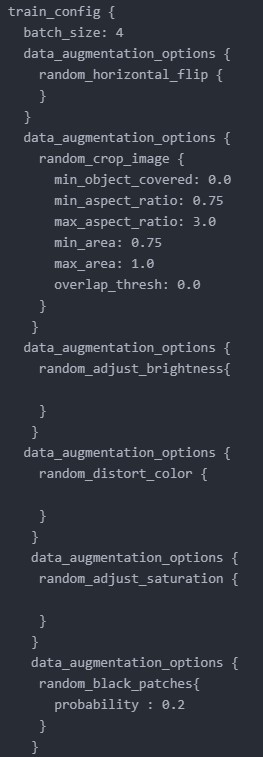 train_config {
  batch_size: 4
  data_augmentation_options {
    random_horizontal_flip {
    }
  }
  data_augmentation_options {
    random_crop_image {
      min_object_covered: 0.0
      min_aspect_ratio: 0.75
      max_aspect_ratio: 3.0
      min_area: 0.75
      max_area: 1.0
      overlap_thresh: 0.0
    }
   }
  data_augmentation_options {
    random_adjust_brightness{

    }
   }
  data_augmentation_options {
    random_distort_color {

    }
   }
   data_augmentation_options {
    random_adjust_saturation {

    }
   }
   data_augmentation_options {
    random_black_patches{
      probability : 0.2
    }
   }